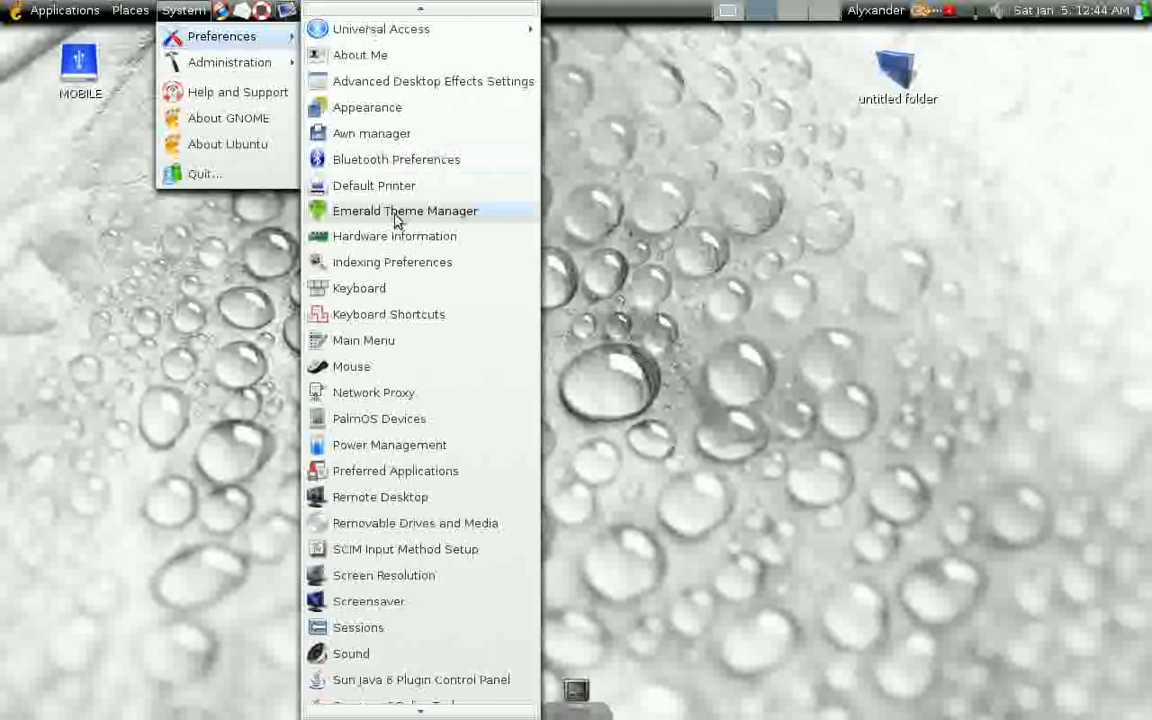 Applications Places System
Alyxander
Sat Jan 5, 12:44 AM
MOBILE
untitled folder
Preferences
Administration
Help and Support
About GNOME
About Ubuntu
Quit...
Universal Access
About Me
Advanced Desktop Effects Settings
Appearance
Awn manager
Bluetooth Preferences
Default Printer
Emerald Theme Manager
Hardware Information
Indexing Preferences
Keyboard
Keyboard Shortcuts
Main Menu
Mouse
Network Proxy
PalmOS Devices
Power Management
Preferred Applications
Remote Desktop
Removable Drives and Media
SCIM Input Method Setup
Screen Resolution
Screensaver
Sessions
Sound
Sun Java 6 Plugin Control Panel